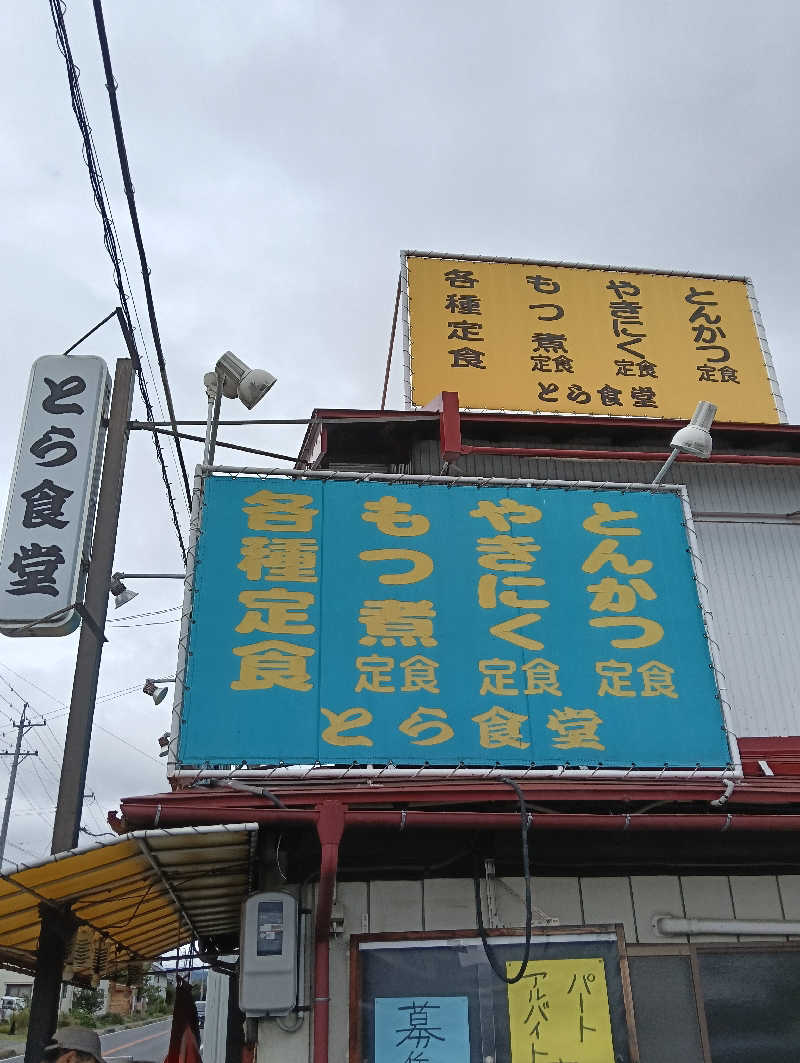 とんかつ定食
やきにく定食
もつ煮定食
各種定食
とら食堂
とら食堂
とんかつ定食
やきにく定食
もつ煮定食
各種定食
とら食堂
パート
アルバイト
募